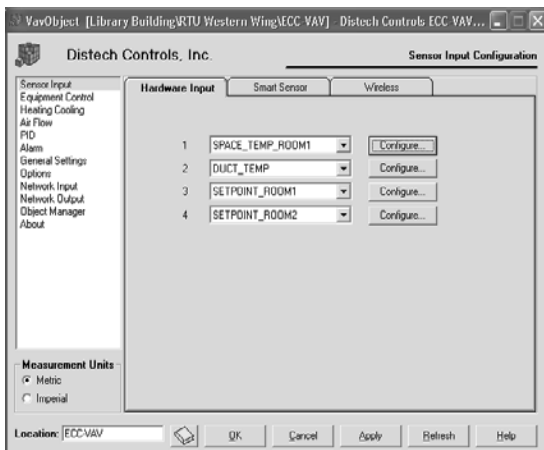 VavObject [Library Building\RTU Western Wing\ECC VAV] - Distech Controls ECC VAV...
Distech Controls, Inc.
Sensor Input Configuration
Sensor Input
Equipment Control
Heating Cooling
Air Flow
PID
Alarm
General Settings
Options
Network Input
Network Output
Object Manager
About
Hardware Input
Smart Sensor
Wireless
1 SPACE_TEMP_ROOM1 Configure...
2 DUCT_TEMP Configure...
3 SETPOINT_ROOM1 Configure...
4 SETPOINT_ROOM2 Configure...
Measurement Units
Metric
Imperial
Location: ECC-VAV OK Cancel Apply Refresh Help